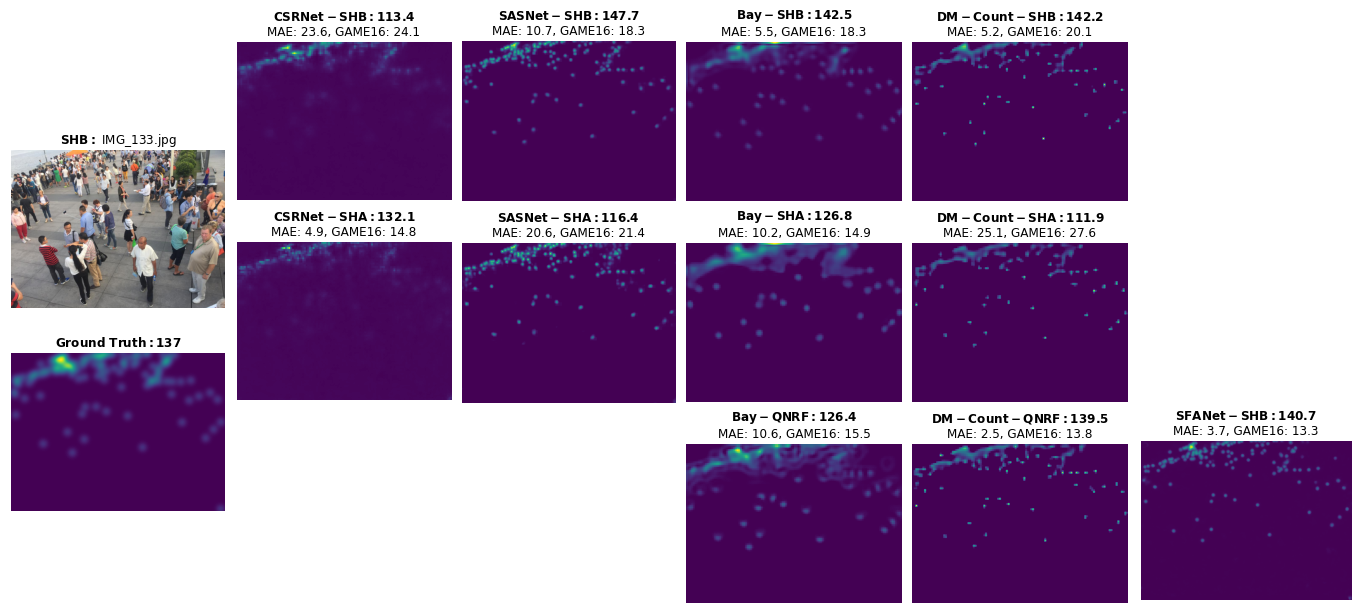 SHB: IMG_133.jpg
Ground Truth: 137
CSRNet-SHB: 113.4
MAE: 23.6, GAME16: 24.1
SASNet-SHB: 147.7
MAE: 10.7, GAME16: 18.3
Bay-SHB: 142.5
MAE: 5.5, GAME16: 18.3
DM-Count-SHB: 142.2
MAE: 5.2, GAME16: 20.1
CSRNet-SHA: 132.1
MAE: 4.9, GAME16: 14.8
SASNet-SHA: 116.4
MAE: 20.6, GAME16: 21.4
Bay-SHA: 126.8
MAE: 10.2, GAME16: 14.9
DM-Count-SHA: 111.9
MAE: 25.1, GAME16: 27.6
Bay-QNRF: 126.4
MAE: 10.6, GAME16: 15.5
DM-Count-QNRF: 139.5
MAE: 2.5, GAME16: 13.8
SFANet-SHB: 140.7
MAE: 3.7, GAME16: 13.3